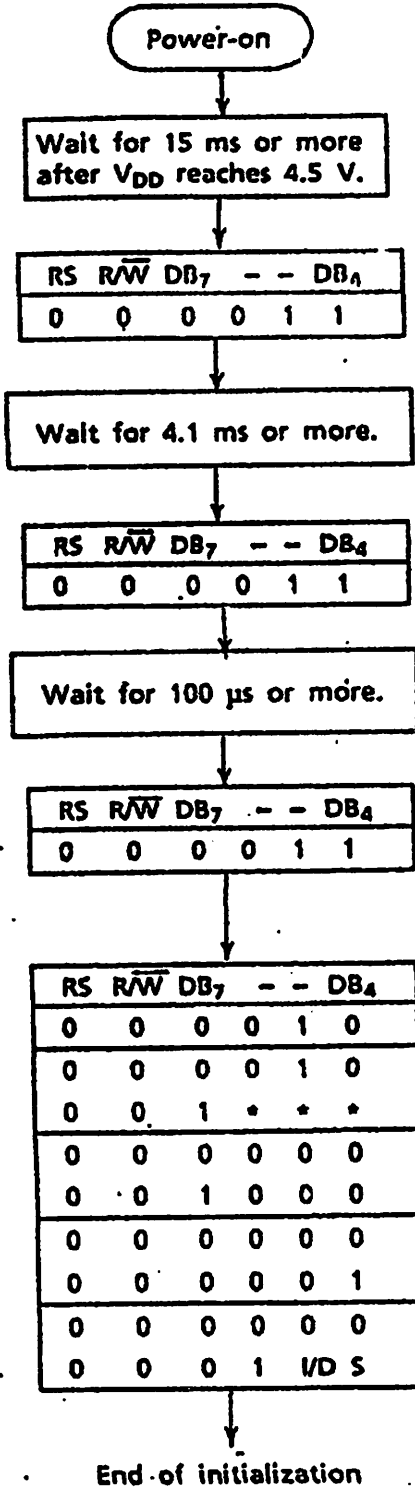 Power-on
Wait for 15 ms or more
after VDD reaches 4.5 V.
RS R/W̅ DB7 - - DB4
0 0 0 0 1 1
Wait for 4.1 ms or more.
RS R/W̅ DB7 - - DB4
0 0 0 0 1 1
Wait for 100 µs or more.
RS R/W̅ DB7 - - DB4
0 0 0 0 1 1
RS R/W̅ DB7 - - DB4
0 0 0 0 1 0
0 0 0 0 1 0
0 0 1 * * *
0 0 0 0 0 0
0 0 1 0 0 0
0 0 0 0 0 0
0 0 0 0 0 1
0 0 0 0 0 0
0 0 0 1 I/D S
End of initialization